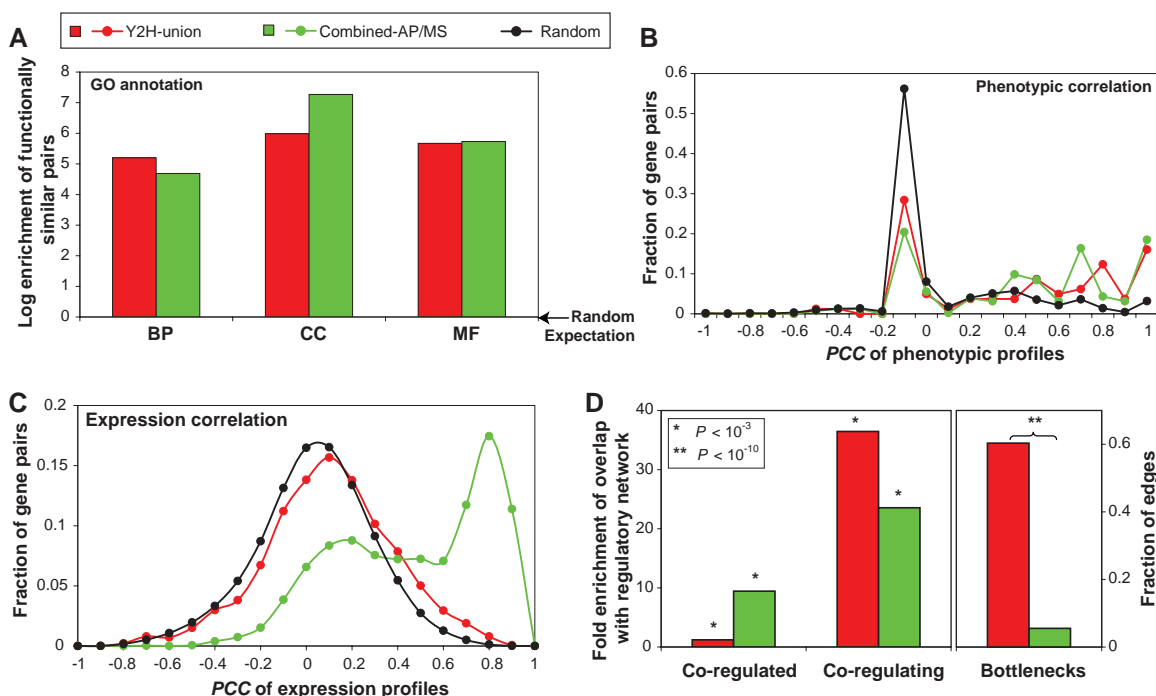 Y2H-union Combined-AP/MS Random
A
GO annotation
Log enrichment of functionally
similar pairs
8
7
6
5
4
3
2
1
0
BP CC MF
Random
Expectation
B
Phenotypic correlation
Fraction of gene pairs
0.6
0.5
0.4
0.3
0.2
0.1
0
-1 -0.8 -0.6 -0.4 -0.2 0 0.2 0.4 0.6 0.8 1
PCC of phenotypic profiles
C
Expression correlation
Fraction of gene pairs
0.2
0.15
0.1
0.05
0
-1 -0.8 -0.6 -0.4 -0.2 0 0.2 0.4 0.6 0.8 1
PCC of expression profiles
D
Fold enrichment of overlap
with regulatory network
40
30
20
10
0
* P < 10-3
** P < 10-10
* * * *
**
0.6
0.4
0.2
0
Fraction of edges
Co-regulated Co-regulating Bottlenecks